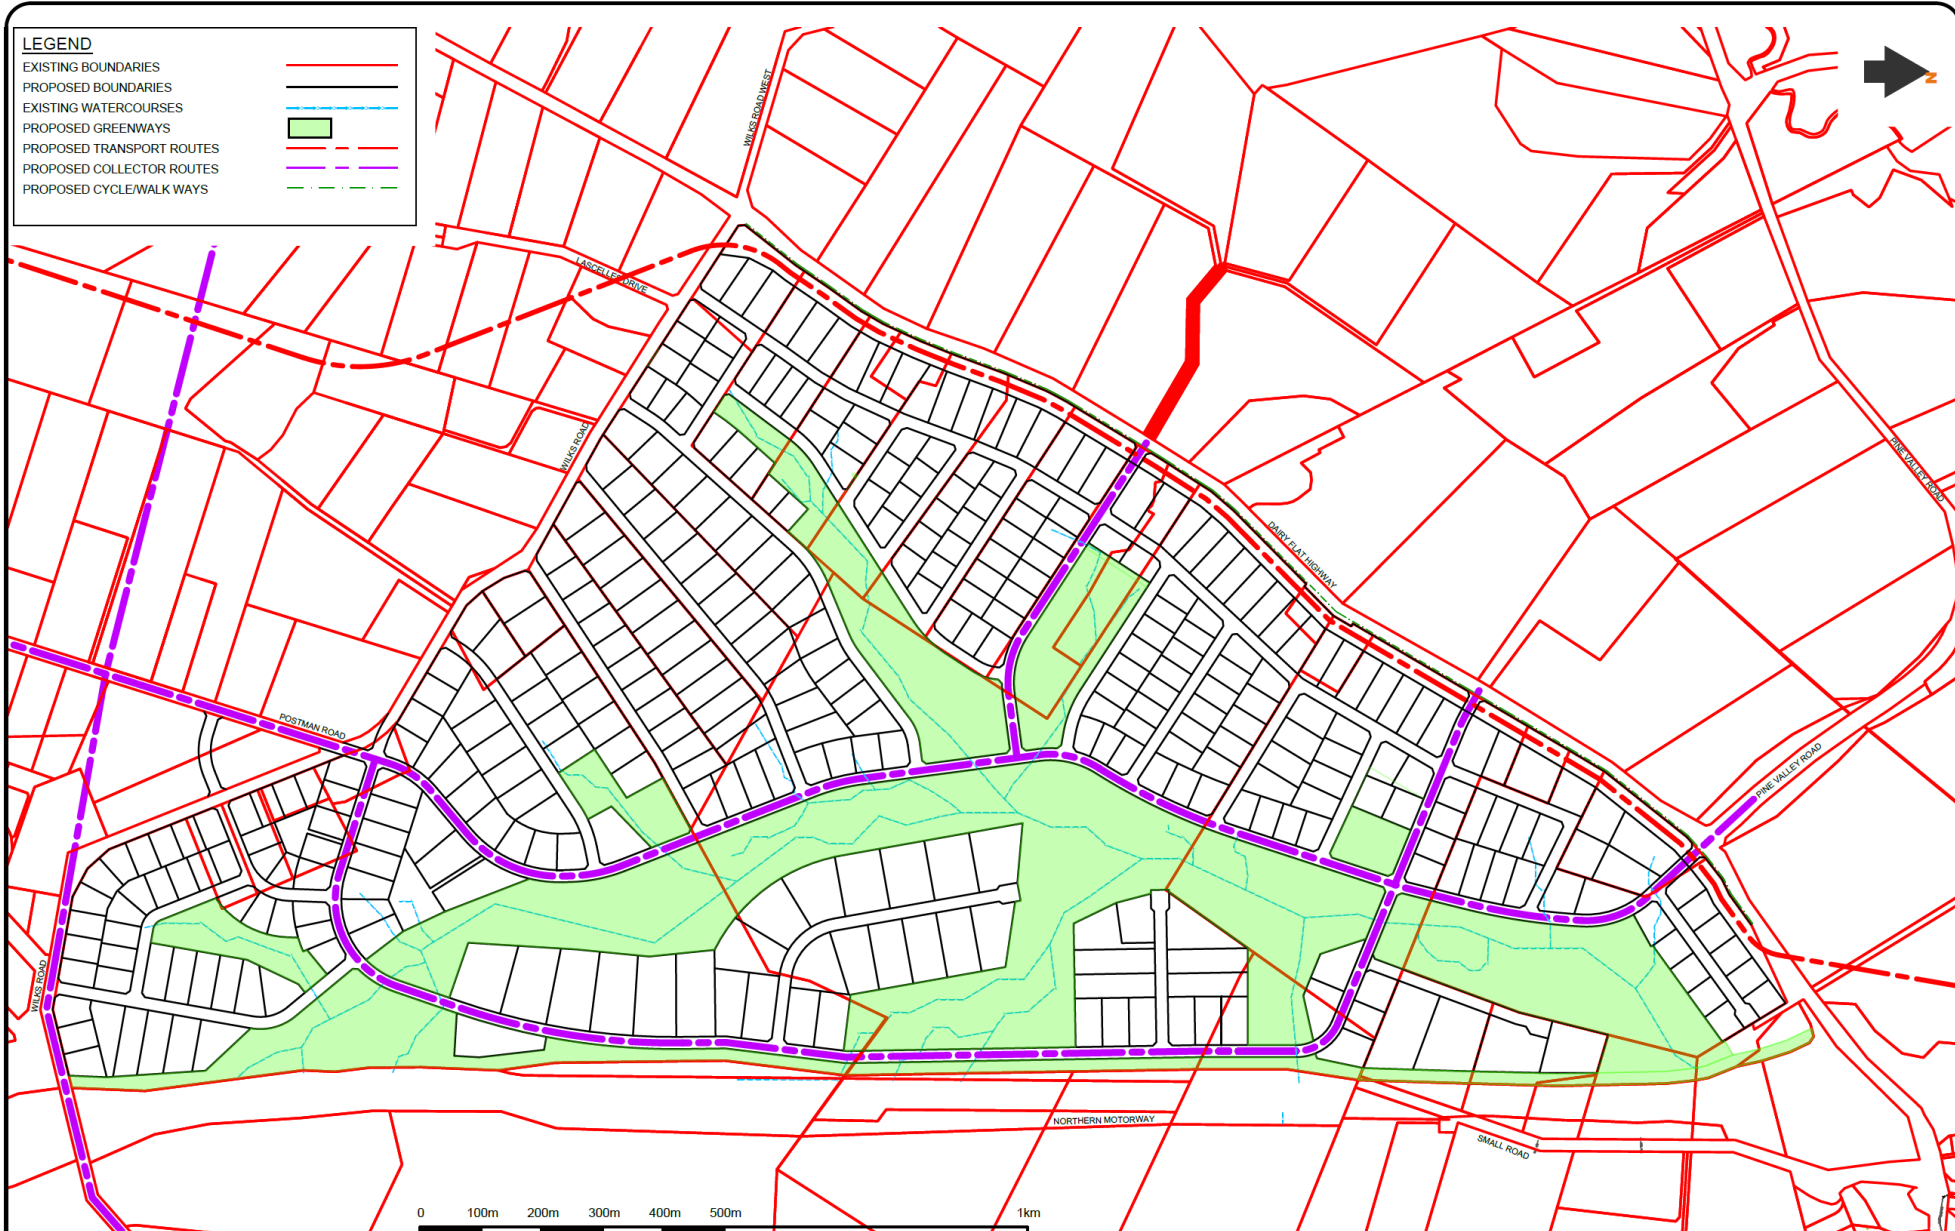 LEGEND
EXISTING BOUNDARIES
PROPOSED BOUNDARIES
EXISTING WATERCOURSES
PROPOSED GREENWAYS
PROPOSED TRANSPORT ROUTES
PROPOSED COLLECTOR ROUTES
PROPOSED CYCLE/WALK WAYS
N
WILKS ROAD WEST
LASCELLES DRIVE
WILKS ROAD
PINE VALLEY ROAD
DAIRY FLAT HIGHWAY
POSTMAN ROAD
PINE VALLEY ROAD
WILKS ROAD
NORTHERN MOTORWAY
SMALL ROAD
0 100m 200m 300m 400m 500m 1km